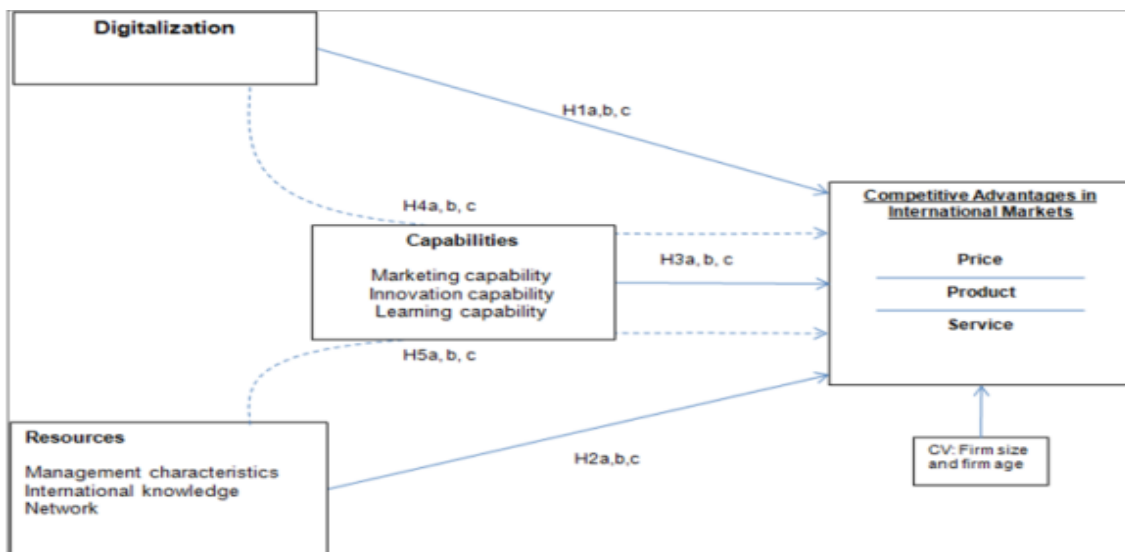 Digitalization
H1a,b, c
H4a, b, c
Capabilities
Marketing capability
Innovation capability
Learning capability
H3a, b, c
Competitive Advantages in
International Markets
Price
Product
Service
H5a, b, c
Resources
Management characteristics
International knowledge
Network
H2a,b,c
CV: Firm size
and firm age